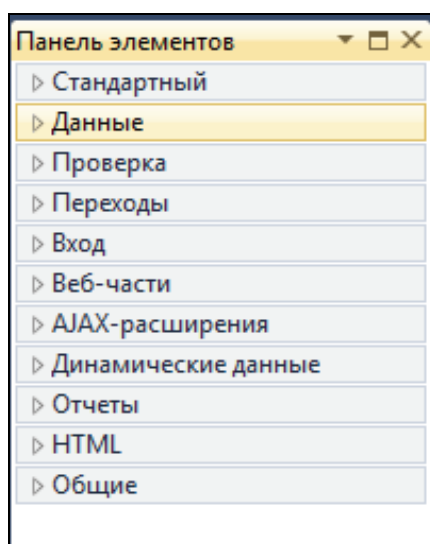 Панель элементов
Стандартный
Данные
Проверка
Переходы
Вход
Веб-части
AJAX-расширения
Динамические данные
Отчеты
HTML
Общие